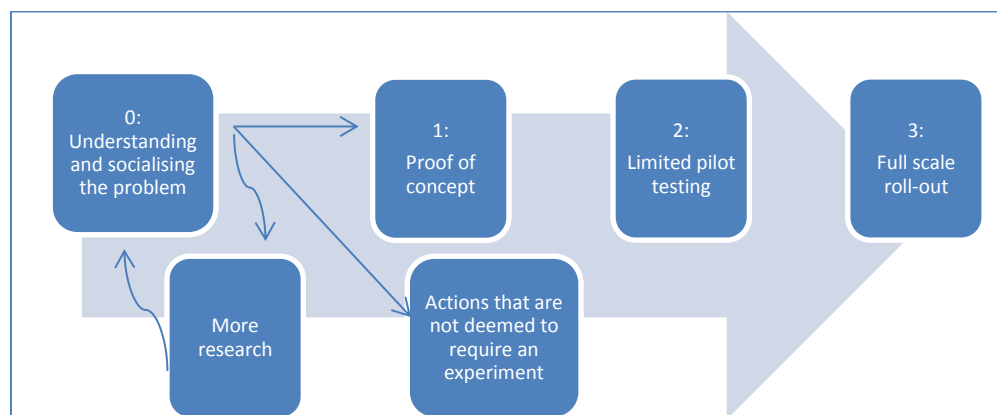 0:
Understanding
and socialising
the problem
1:
Proof of
concept
2:
Limited pilot
testing
3:
Full scale
roll-out
More
research
Actions that are
not deemed to
require an
experiment